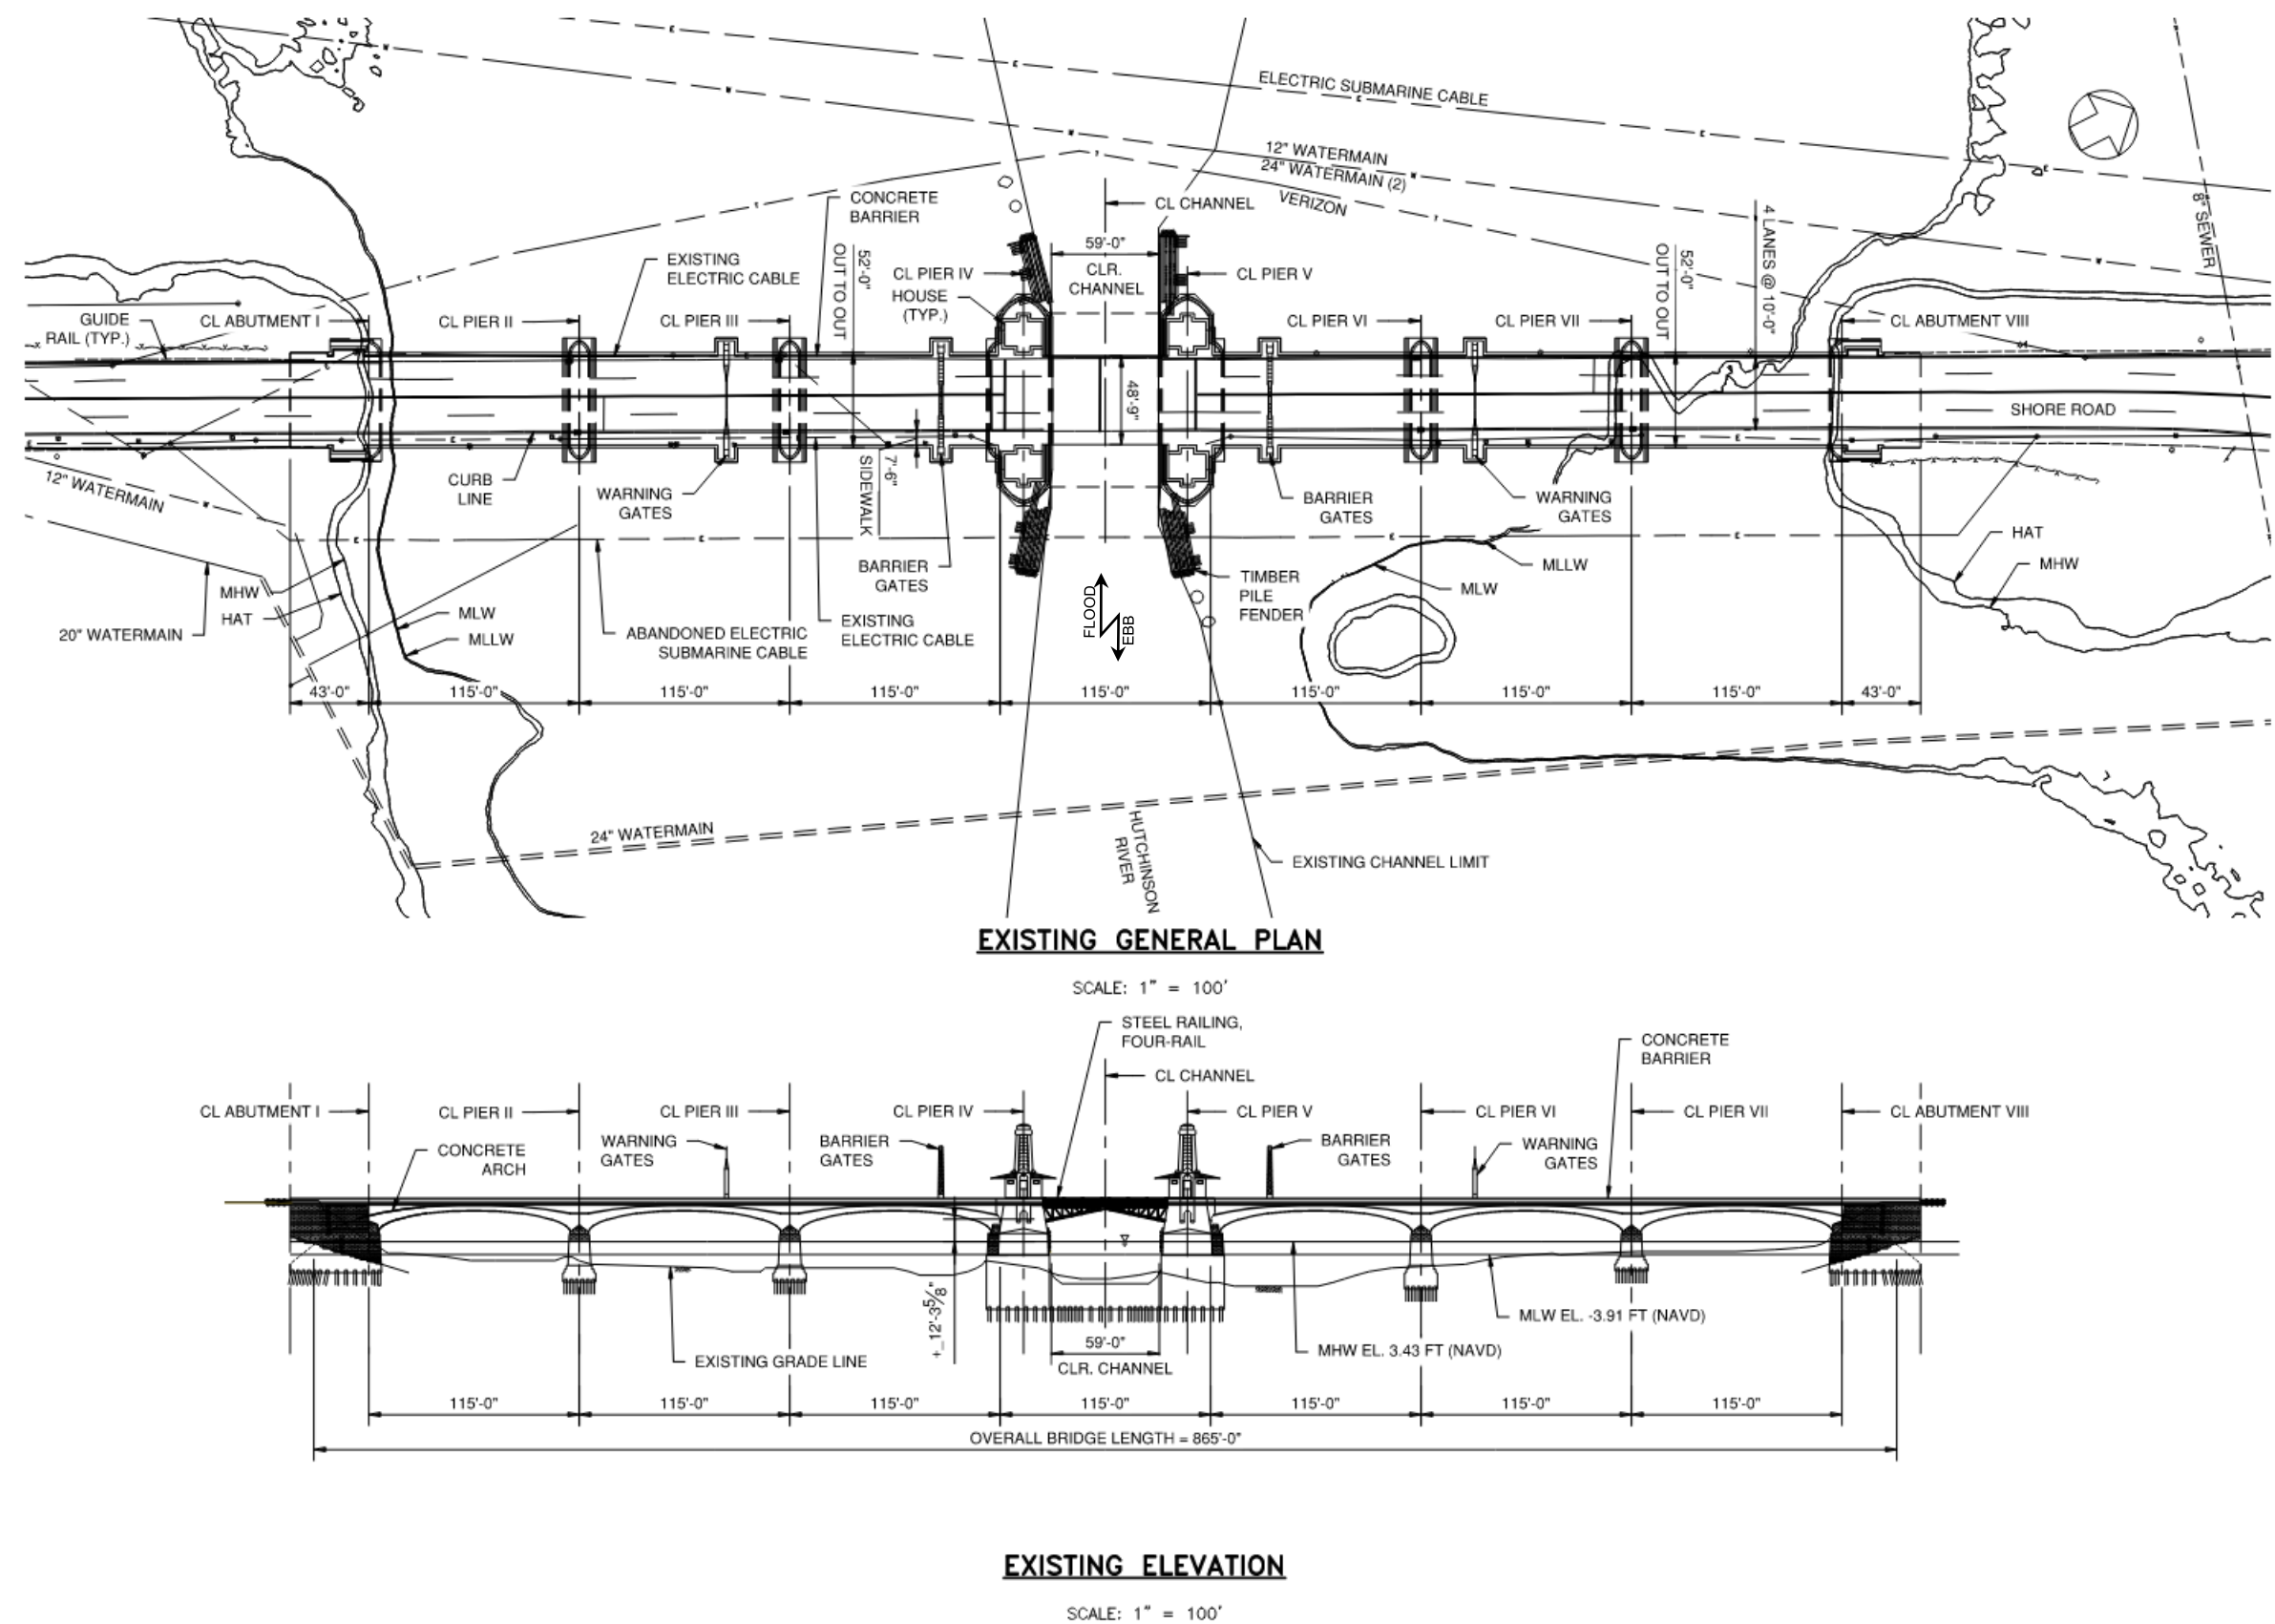 ELECTRIC SUBMARINE CABLE
12" WATERMAIN
24" WATERMAIN (2)
VERIZON
8" SEWER
CONCRETE
BARRIER
CL CHANNEL
4 LANES @ 10'-0"
EXISTING
ELECTRIC CABLE
52'-0"
OUT TO OUT
59'-0"
CLR.
CHANNEL
CL PIER IV
HOUSE
(TYP.)
CL PIER V
52'-0"
OUT TO OUT
GUIDE
RAIL (TYP.)
CL ABUTMENT I
CL PIER II
CL PIER III
CL PIER VI
CL PIER VII
CL ABUTMENT VIII
48'-9"
SHORE ROAD
12" WATERMAIN
CURB
LINE
WARNING
GATES
7'-6"
SIDEWALK
BARRIER
GATES
BARRIER
GATES
WARNING
GATES
HAT
MHW
MLLW
MLW
MHW
HAT
20" WATERMAIN
MLW
MLLW
ABANDONED ELECTRIC
SUBMARINE CABLE
EXISTING
ELECTRIC CABLE
FLOOD
EBB
TIMBER
PILE
FENDER
43'-0"
115'-0"
115'-0"
115'-0"
115'-0"
115'-0"
115'-0"
115'-0"
43'-0"
24" WATERMAIN
HUTCHINSON
RIVER
EXISTING CHANNEL LIMIT
EXISTING GENERAL PLAN
SCALE: 1" = 100'
STEEL RAILING,
FOUR-RAIL
CONCRETE
BARRIER
CL CHANNEL
CL ABUTMENT I
CL PIER II
CL PIER III
CL PIER IV
CL PIER V
CL PIER VI
CL PIER VII
CL ABUTMENT VIII
CONCRETE
ARCH
WARNING
GATES
BARRIER
GATES
BARRIER
GATES
WARNING
GATES
+_12'-3⅝"
MLW EL. -3.91 FT (NAVD)
MHW EL. 3.43 FT (NAVD)
EXISTING GRADE LINE
59'-0"
CLR. CHANNEL
115'-0"
115'-0"
115'-0"
115'-0"
115'-0"
115'-0"
115'-0"
OVERALL BRIDGE LENGTH = 865'-0"
EXISTING ELEVATION
SCALE: 1" = 100'